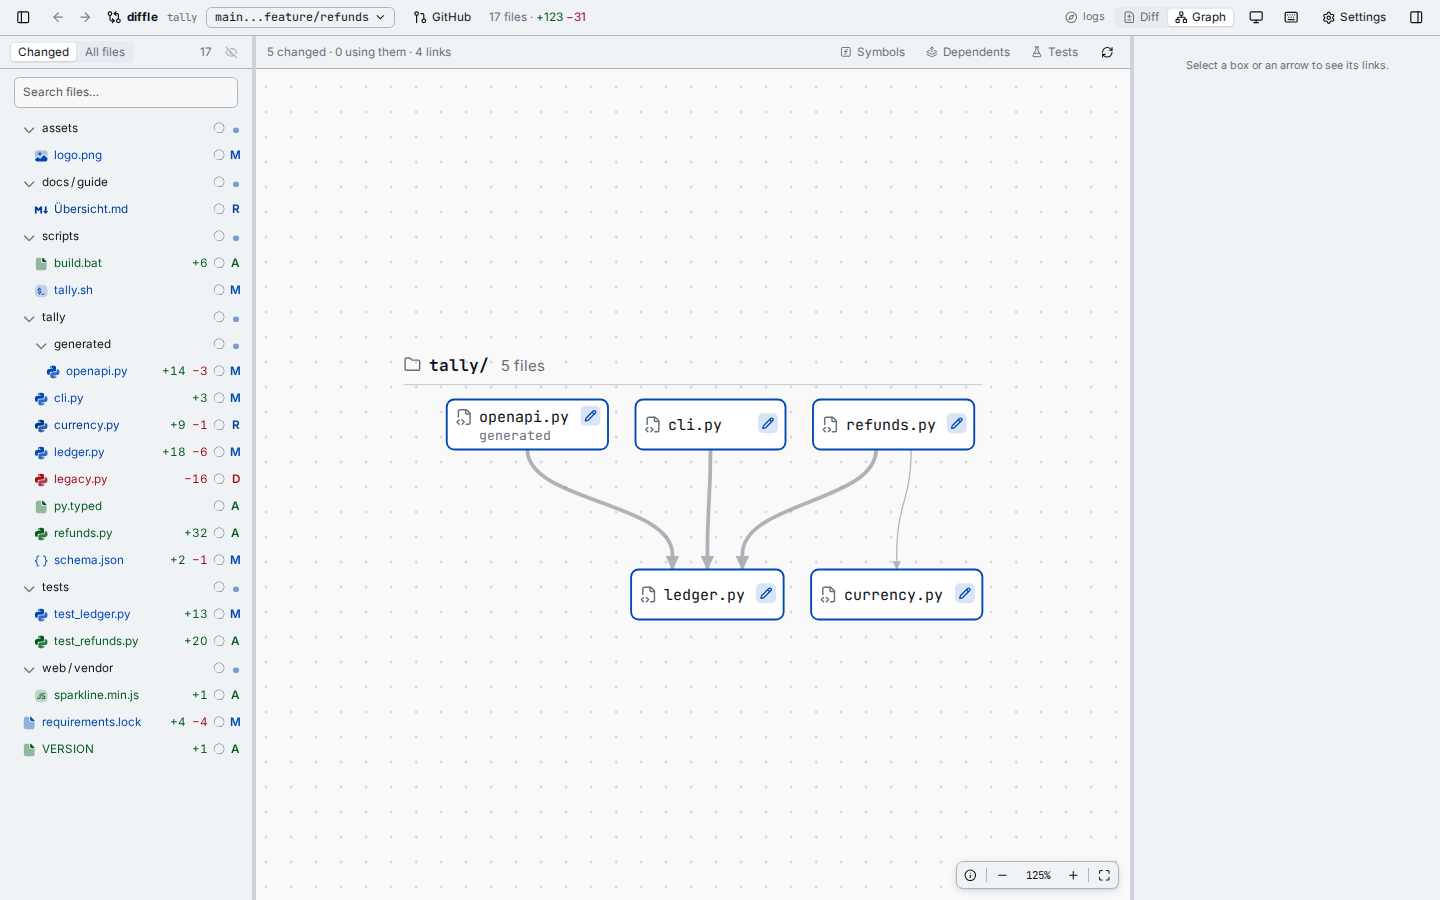 diffle tally main...feature/refunds GitHub 17 files · +123 −31 logs Diff Graph Settings
Changed All files 17
5 changed · 0 using them · 4 links Symbols Dependents Tests
Select a box or an arrow to see its links.
Search files...
assets
logo.png M
docs/guide
Übersicht.md R
scripts
build.bat +6 A
tally.sh M
tally
generated
openapi.py +14 −3 M
cli.py +3 M
currency.py +9 −1 R
ledger.py +18 −6 M
legacy.py −16 D
py.typed A
refunds.py +32 A
schema.json +2 −1 M
tests
test_ledger.py +13 M
test_refunds.py +20 A
web/vendor
sparkline.min.js +1 A
requirements.lock +4 −4 M
VERSION +1 A
tally/ 5 files
openapi.py
generated
cli.py
refunds.py
ledger.py
currency.py
125%